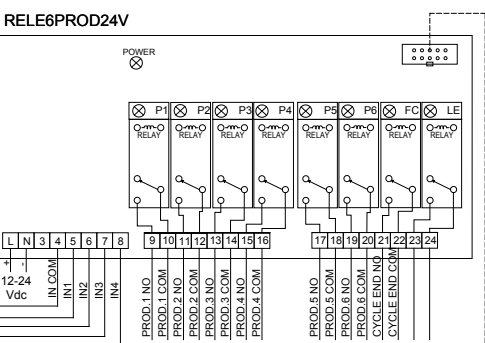 RELE6PROD24V
POWER
P1 P2 P3 P4 P5 P6 FC LE
RELAY RELAY RELAY RELAY RELAY RELAY RELAY RELAY
L N 3 4 5 6 7 8 9 10 11 12 13 14 15 16 17 18 19 20 21 22 23 24
+ -
12-24
Vdc
IN COM
IN1
IN2
IN3
IN4
PROD.1 NO
PROD.1 COM
PROD.2 NO
PROD.2 COM
PROD.3 NO
PROD.3 COM
PROD.4 NO
PROD.4 COM
PROD.5 NO
PROD.5 COM
PROD.6 NO
PROD.6 COM
CYCLE END NO
CYCLE END COM